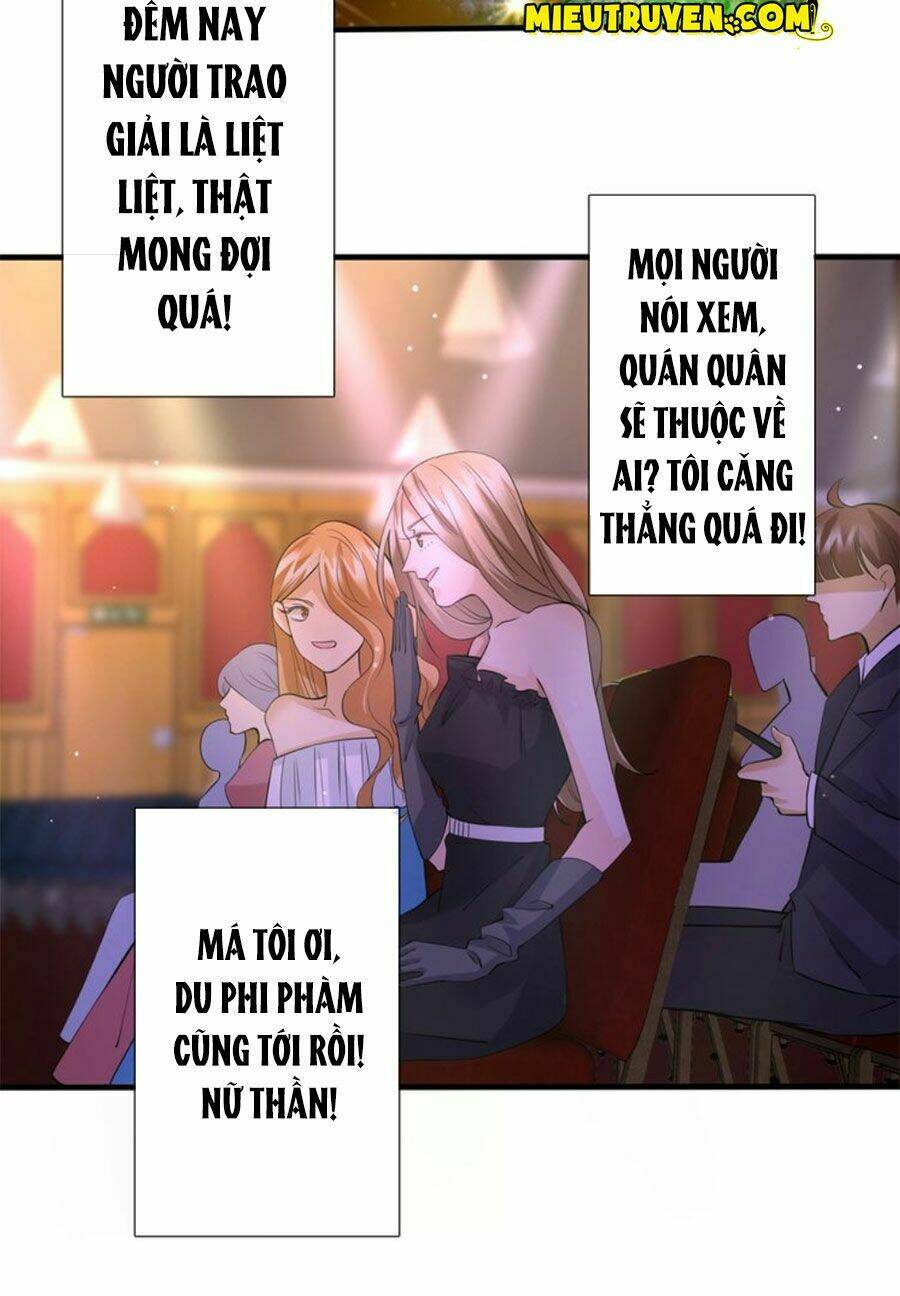 MIEUTRUYEN.COM
ĐÊM NAY
NGƯỜI TRAO
GIẢI LÀ LIỆT
LIỆT, THẬT
MONG ĐỢI
QUÁ!
MỌI NGƯỜI
NÓI XEM,
QUÁN QUÂN
SẼ THUỘC VỀ
AI? TÔI CĂNG
THẲNG QUÁ ĐI!
MÁ TÔI ƠI,
DU PHI PHÀM
CŨNG TỚI RỒI!
NỮ THẦN!